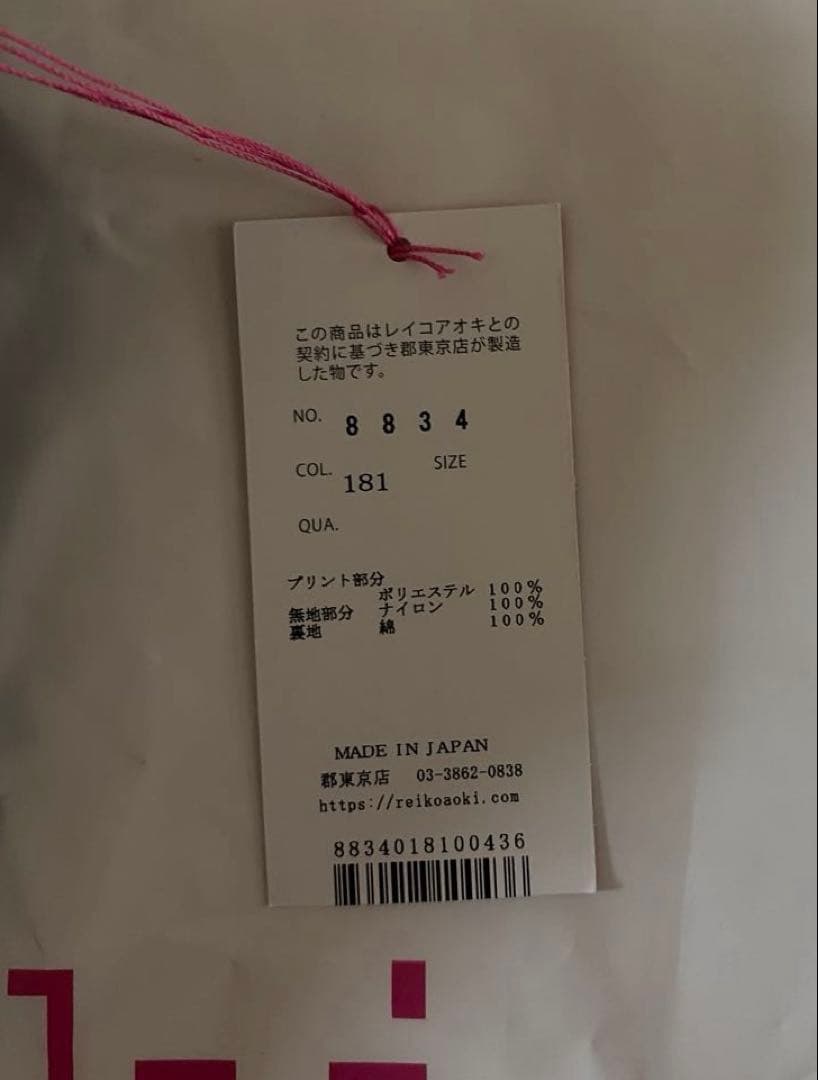 この商品はレイコアオキとの
契約に基づき郡東京店が製造
した物です。
NO. 8834
COL. 181 SIZE
QUA.
プリント部分
ポリエステル 100%
無地部分 ナイロン 100%
裏地 綿 100%
MADE IN JAPAN
郡東京店 03-3862-0838
https://reikoaoki.com
8834018100436